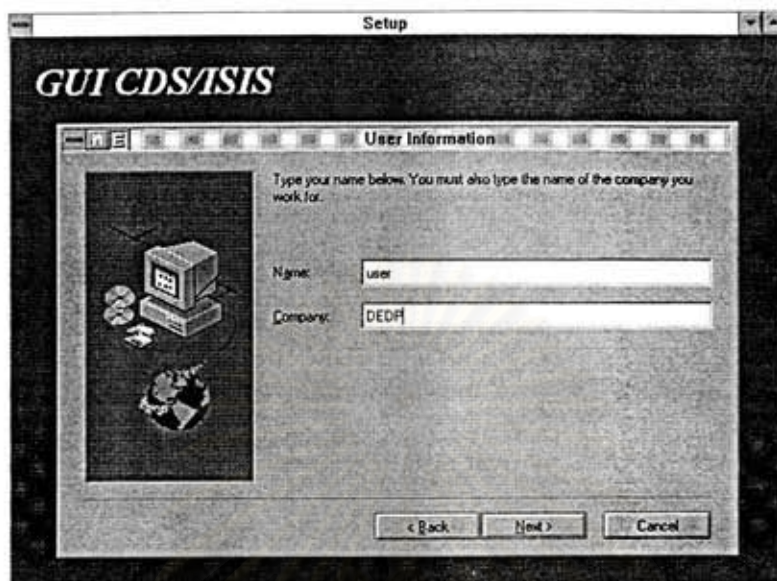 Setup
GUI CDS/ISIS
User Information
Type your name below. You must also type the name of the company you
work for.
Name: user
Company: DEDP
< Back
Next >
Cancel